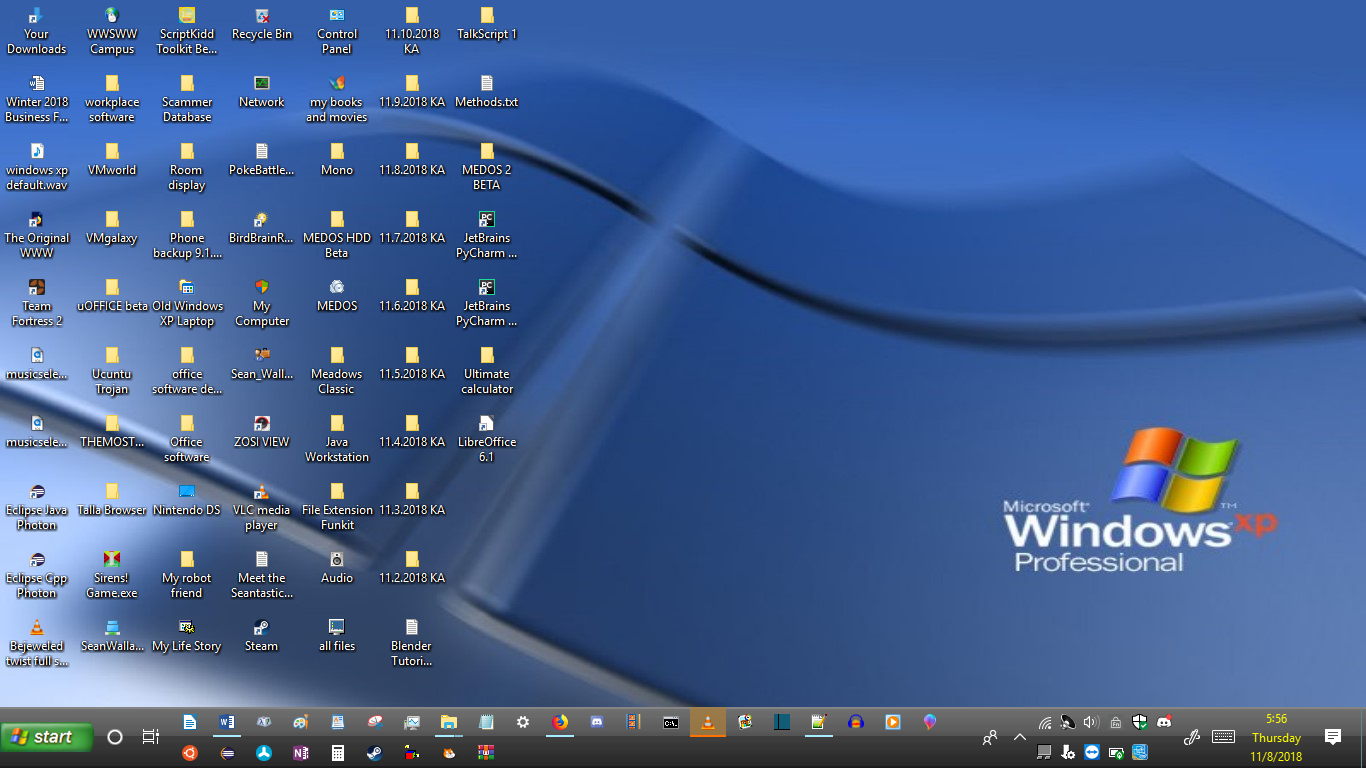 Your
Downloads
WWSWW
Campus
ScriptKidd
Toolkit Be...
Recycle Bin
Control
Panel
11.10.2018
KA
TalkScript 1
Winter 2018
Business F...
workplace
software
Scammer
Database
Network
my books
and movies
11.9.2018 KA
Methods.txt
windows xp
default.wav
VMworld
Room
display
PokeBattle...
Mono
11.8.2018 KA
MEDOS 2
BETA
The Original
WWW
VMgalaxy
Phone
backup 9.1....
BirdBrainR...
MEDOS HDD
Beta
11.7.2018 KA
JetBrains
PyCharm ...
Team
Fortress 2
uOFFICE beta
Old Windows
XP Laptop
My
Computer
MEDOS
11.6.2018 KA
JetBrains
PyCharm ...
musicsele...
Ucuntu
Trojan
office
software de...
Sean_Wall...
Meadows
Classic
11.5.2018 KA
Ultimate
calculator
musicsele...
THEMOST...
Office
software
ZOSI VIEW
Java
Workstation
11.4.2018 KA
LibreOffice
6.1
Eclipse Java
Photon
Talla Browser
Nintendo DS
VLC media
player
File Extension
Funkit
11.3.2018 KA
Eclipse Cpp
Photon
Sirens!
Game.exe
My robot
friend
Meet the
Seantastic...
Audio
11.2.2018 KA
Bejeweled
twist full s...
SeanWalla...
My Life Story
Steam
all files
Blender
Tutori...
Microsoft®
Windows xp
TM
Professional
start
5:56
Thursday
11/8/2018